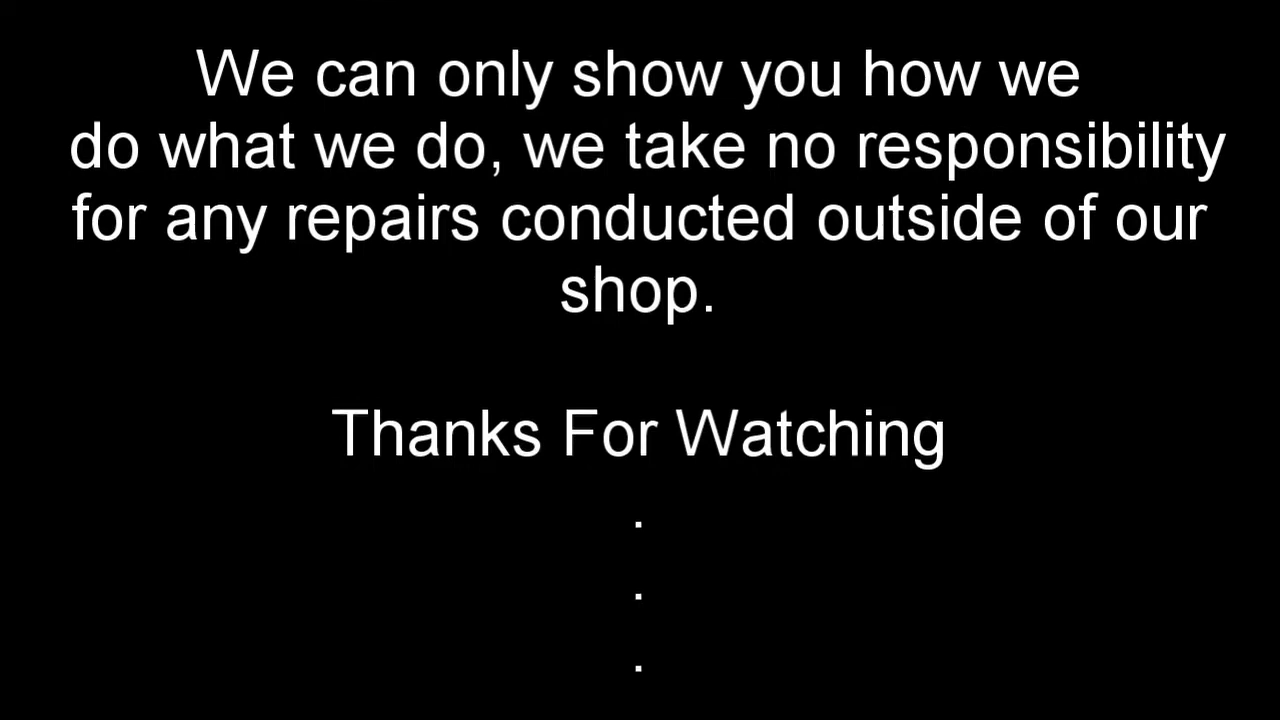 We can only show you how we
do what we do, we take no responsibility
for any repairs conducted outside of our
shop.
Thanks For Watching
.
.
.